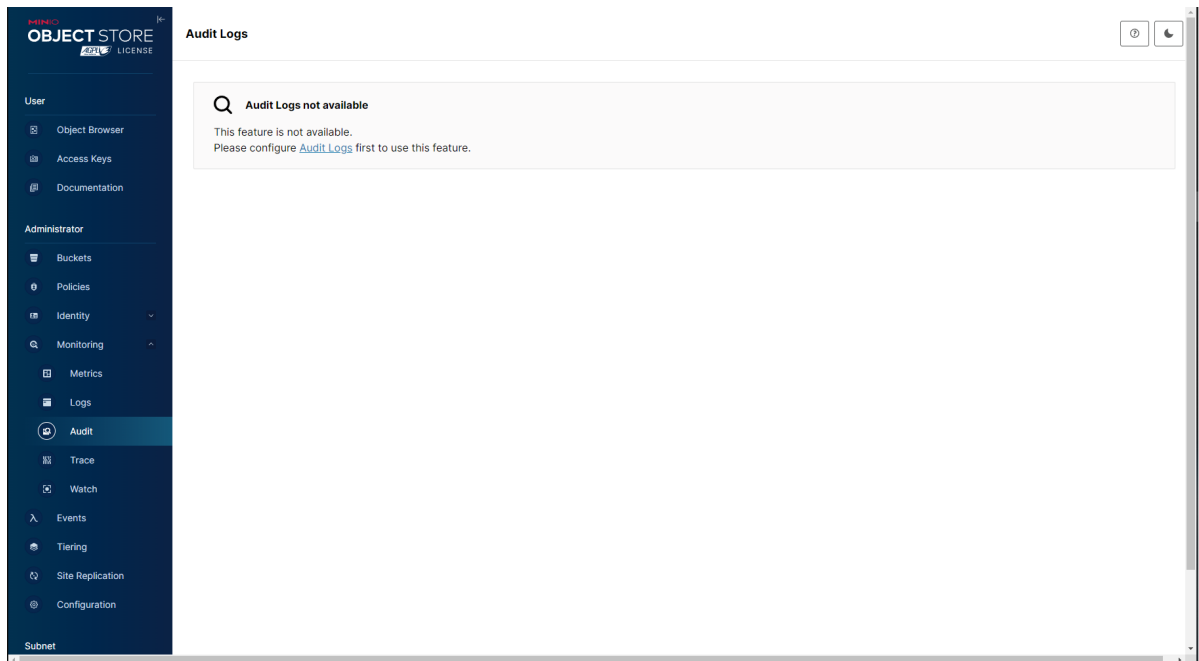 MINIO
OBJECT STORE
AGPL v3 LICENSE
User
Object Browser
Access Keys
Documentation
Administrator
Buckets
Policies
Identity
Monitoring
Metrics
Logs
Audit
Trace
Watch
Events
Tiering
Site Replication
Configuration
Subnet
Audit Logs
Audit Logs not available
This feature is not available.
Please configure Audit Logs first to use this feature.